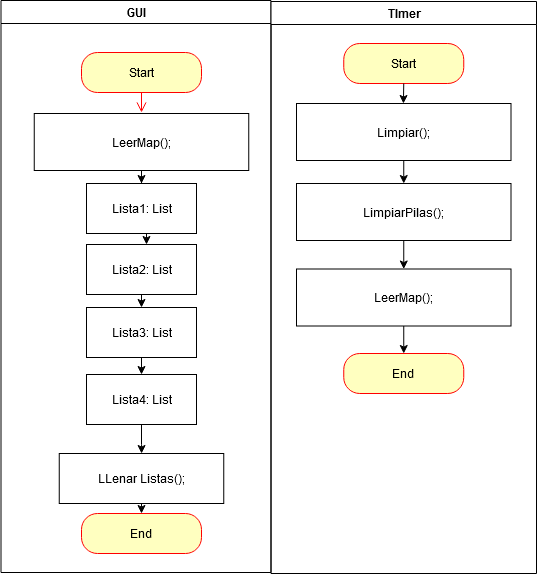 GUI
Start
LeerMap();
Lista1: List
Lista2: List
Lista3: List
Lista4: List
LLenar Listas();
End
TImer
Start
Limpiar();
LimpiarPilas();
LeerMap();
End